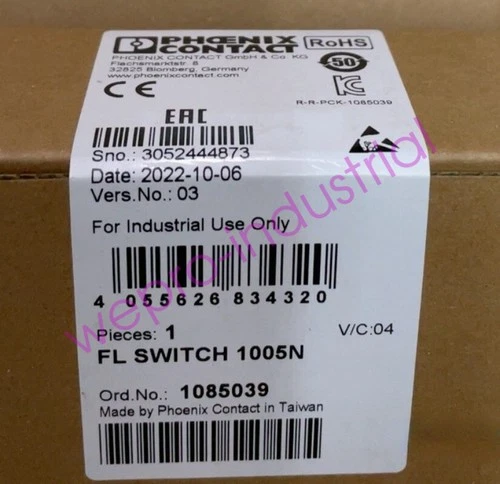 PHŒNIX
CONTACT
RoHS
PHOENIX CONTACT GmbH & Co. KG
Flachsmarktstr. 8
32825 Blomberg, Germany
www.phoenixcontact.com
50
R-R-PCK-1085039
CE
EAC
Sno.: 3052444873
Date: 2022-10-06
Vers.No.: 03
For Industrial Use Only
4 055626 834320
Pieces: 1
V/C:04
FL SWITCH 1005N
Ord.No.: 1085039
Made by Phoenix Contact in Taiwan
wepro-industrial